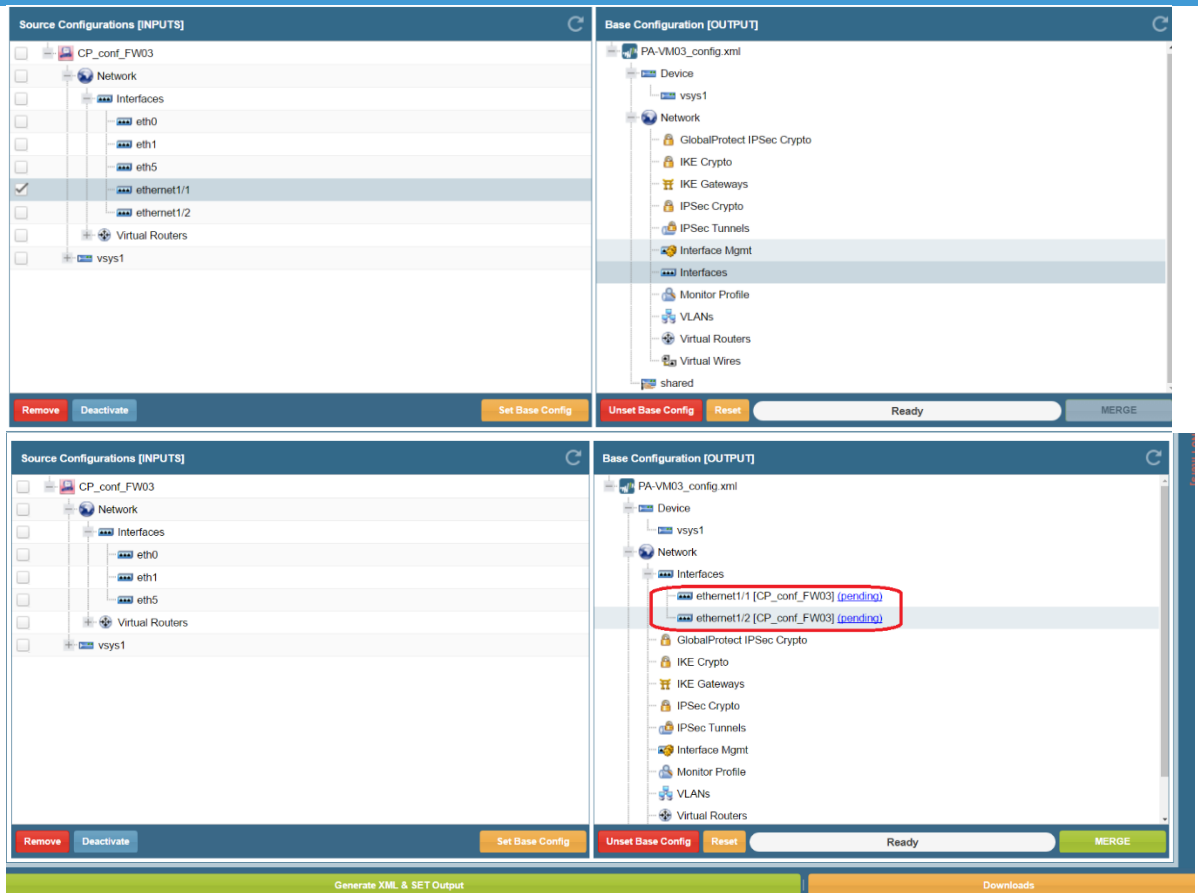 Source Configurations [INPUTS]
CP_conf_FW03
Network
Interfaces
eth0
eth1
eth5
ethernet1/1
ethernet1/2
Virtual Routers
vsys1
Remove
Deactivate
Set Base Config
Base Configuration [OUTPUT]
PA-VM03_config.xml
Device
vsys1
Network
GlobalProtect IPSec Crypto
IKE Crypto
IKE Gateways
IPSec Crypto
IPSec Tunnels
Interface Mgmt
Interfaces
Monitor Profile
VLANs
Virtual Routers
Virtual Wires
shared
Unset Base Config
Reset
Ready
MERGE
Source Configurations [INPUTS]
CP_conf_FW03
Network
Interfaces
eth0
eth1
eth5
Virtual Routers
vsys1
Remove
Deactivate
Set Base Config
Base Configuration [OUTPUT]
PA-VM03_config.xml
Device
vsys1
Network
Interfaces
ethernet1/1 [CP_conf_FW03] (pending)
ethernet1/2 [CP_conf_FW03] (pending)
GlobalProtect IPSec Crypto
IKE Crypto
IKE Gateways
IPSec Crypto
IPSec Tunnels
Interface Mgmt
Monitor Profile
VLANs
Virtual Routers
Unset Base Config
Reset
Ready
MERGE
Generate XML & SET Output
Downloads